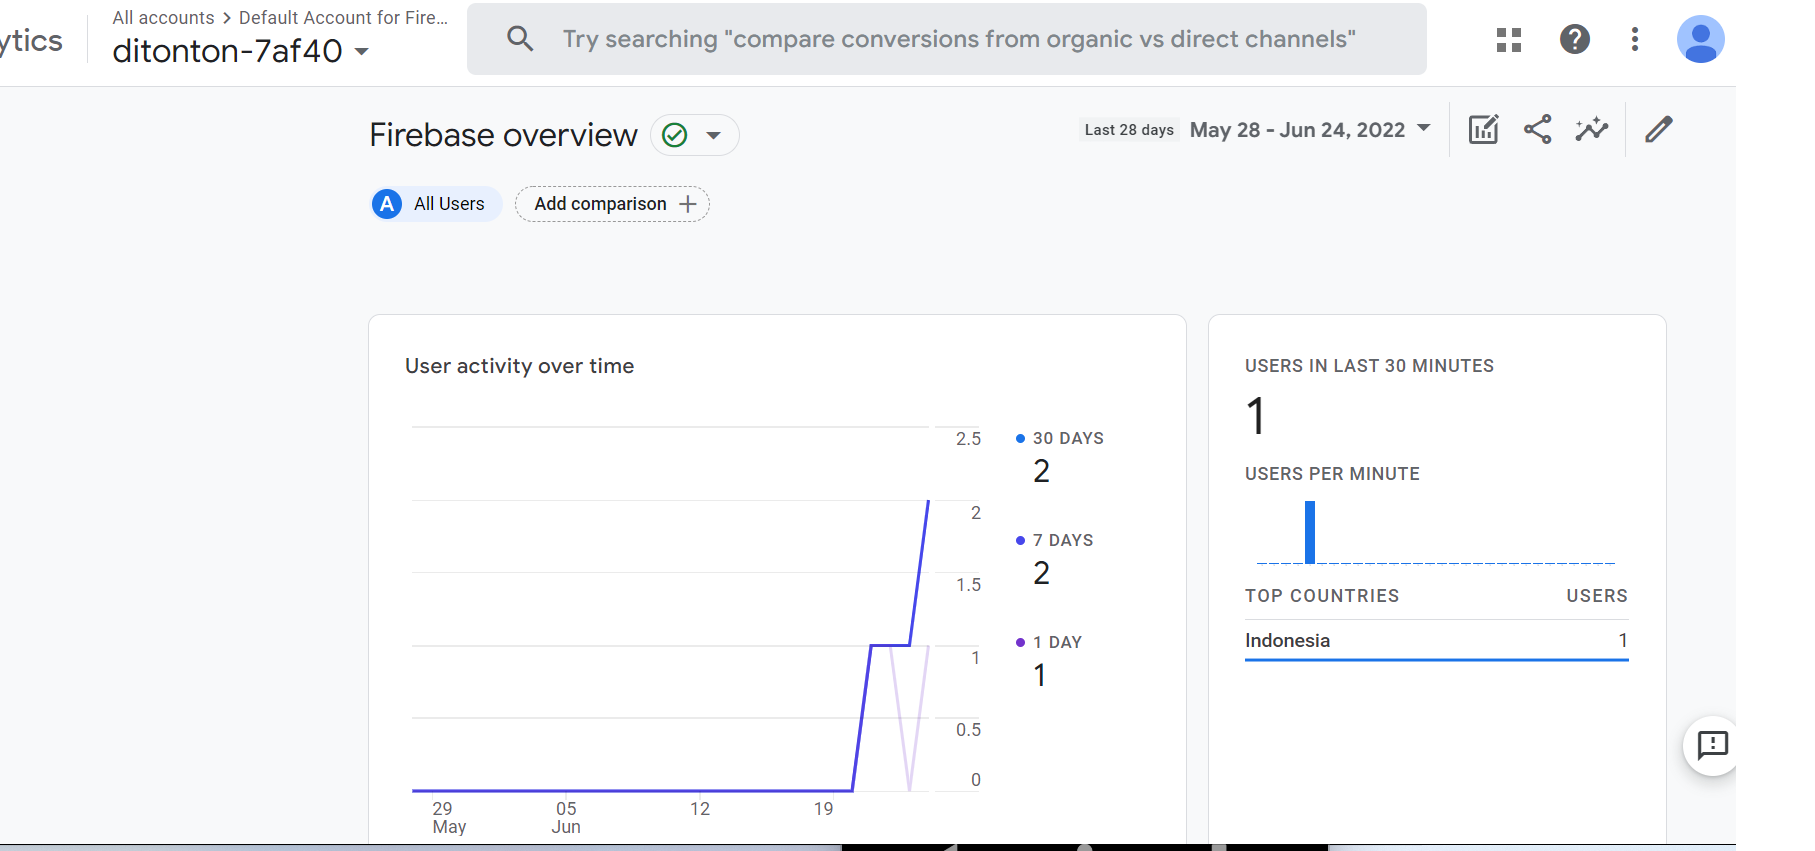 ytics
All accounts > Default Account for Fire...
ditonton-7af40
Try searching "compare conversions from organic vs direct channels"
Firebase overview
Last 28 days May 28 - Jun 24, 2022
A All Users
Add comparison +
User activity over time
2.5
2
1.5
1
0.5
0
29
May
05
Jun
12
19
30 DAYS
2
7 DAYS
2
1 DAY
1
USERS IN LAST 30 MINUTES
1
USERS PER MINUTE
TOP COUNTRIES USERS
Indonesia 1